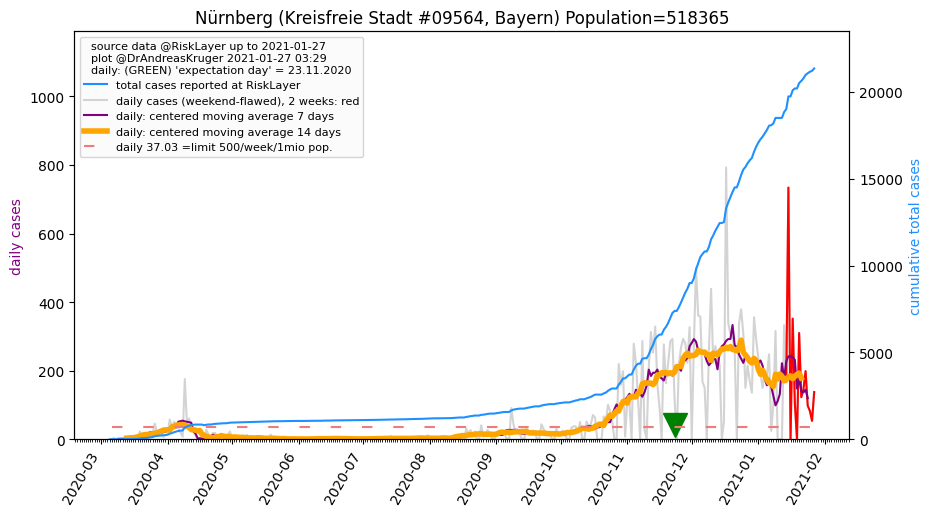 Nürnberg (Kreisfreie Stadt #09564, Bayern) Population=518365
source data @RiskLayer up to 2021-01-27
plot @DrAndreasKruger 2021-01-27 03:29
daily: (GREEN) 'expectation day' = 23.11.2020
total cases reported at RiskLayer
daily cases (weekend-flawed), 2 weeks: red
daily: centered moving average 7 days
daily: centered moving average 14 days
daily 37.03 =limit 500/week/1mio pop.
daily cases
1000
800
600
400
200
0
cumulative total cases
20000
15000
10000
5000
0
2020-03
2020-04
2020-05
2020-06
2020-07
2020-08
2020-09
2020-10
2020-11
2020-12
2021-01
2021-02